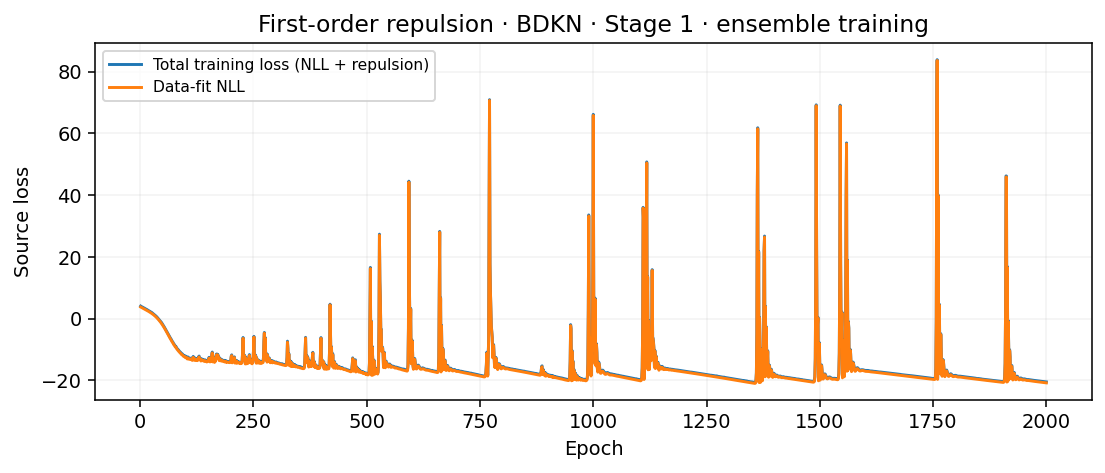 First-order repulsion · BDKN · Stage 1 · ensemble training
Total training loss (NLL + repulsion)
Data-fit NLL
Source loss
80
60
40
20
0
−20
0 250 500 750 1000 1250 1500 1750 2000
Epoch